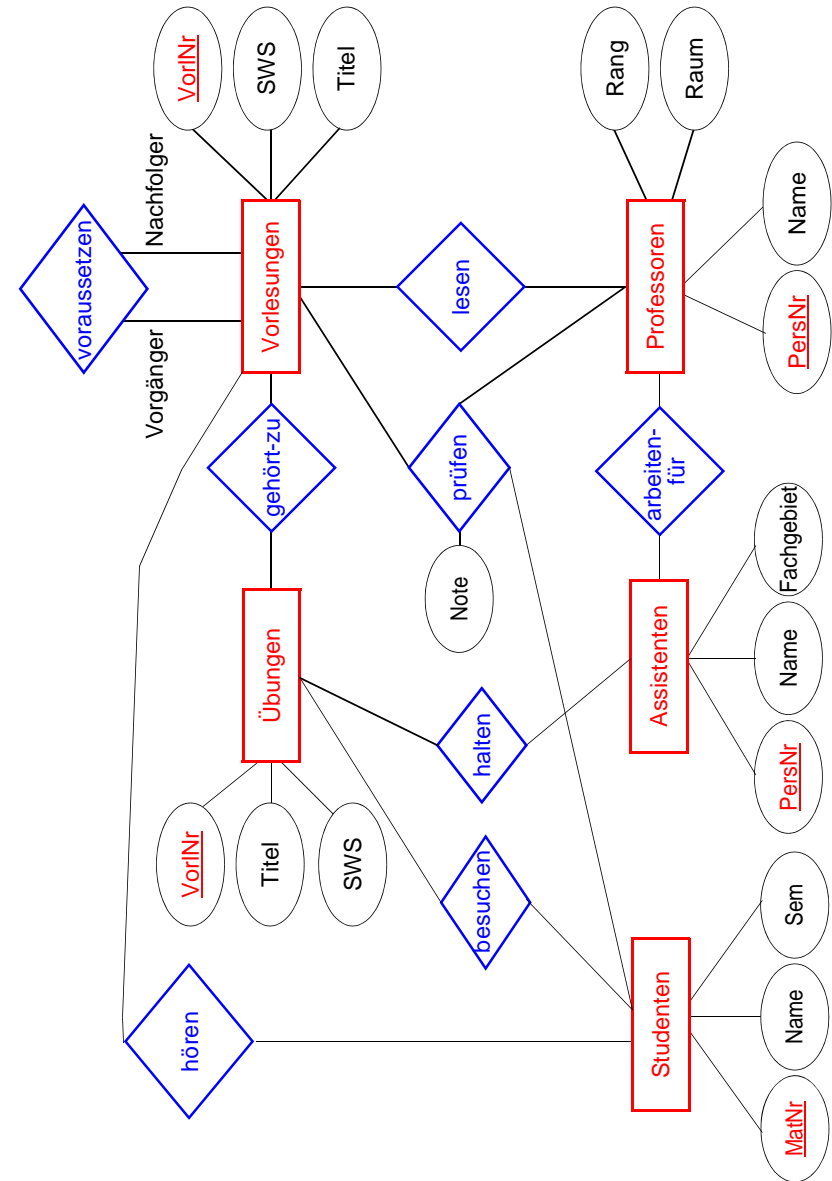 voraussetzen
Vorgänger
Nachfolger
hören
VorlNr
VorlNr
Titel
Übungen
gehört-zu
Vorlesungen
SWS
SWS
Titel
Note
prüfen
lesen
besuchen
halten
Rang
Studenten
Assistenten
arbeiten-
für
Professoren
Raum
MatNr
Name
Sem
PersNr
Name
Fachgebiet
PersNr
Name